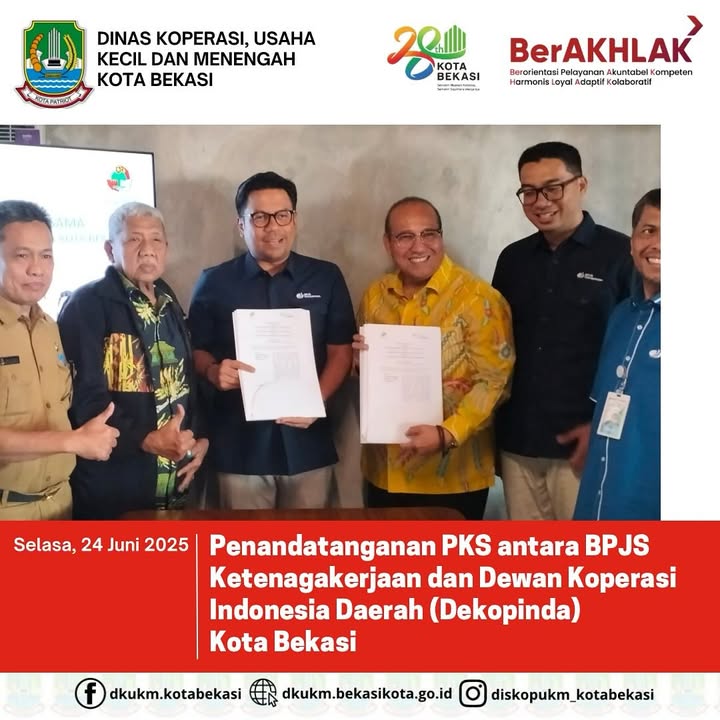 DINAS KOPERASI, USAHA
KECIL DAN MENENGAH
KOTA BEKASI
KOTA PATRIOT
28th
KOTA
BEKASI
BerAKHLAK
Berorientasi Pelayanan Akuntabel Kompeten
Harmonis Loyal Adaptif Kolaboratif
AMA
Selasa, 24 Juni 2025
Penandatanganan PKS antara BPJS
Ketenagakerjaan dan Dewan Koperasi
Indonesia Daerah (Dekopinda)
Kota Bekasi
dkukm.kotabekasi
dkukm.bekasikota.go.id
diskopukm_kotabekasi